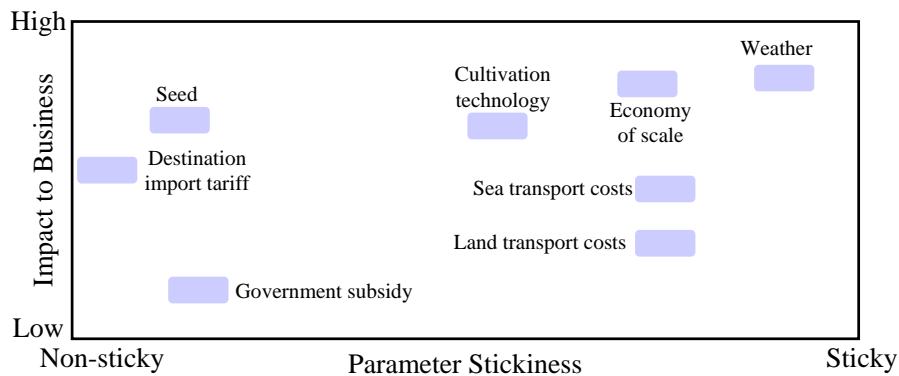 High
Impact to Business
Low
Weather
Cultivation
technology
Seed
Economy
of scale
Destination
import tariff
Sea transport costs
Land transport costs
Government subsidy
Non-sticky
Parameter Stickiness
Sticky